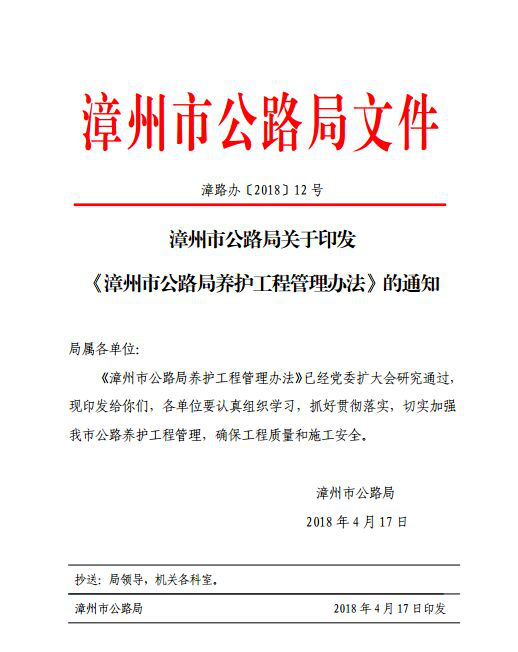 漳州市公路局文件
漳路办〔2018〕12 号
漳州市公路局关于印发
《漳州市公路局养护工程管理办法》的通知
局属各单位：
《漳州市公路局养护工程管理办法》已经党委扩大会研究通过，
现印发给你们，各单位要认真组织学习，抓好贯彻落实，切实加强
我市公路养护工程管理，确保工程质量和施工安全。
漳州市公路局
2018 年 4 月 17 日
抄送：局领导，机关各科室。
漳州市公路局 2018 年 4 月 17 日印发